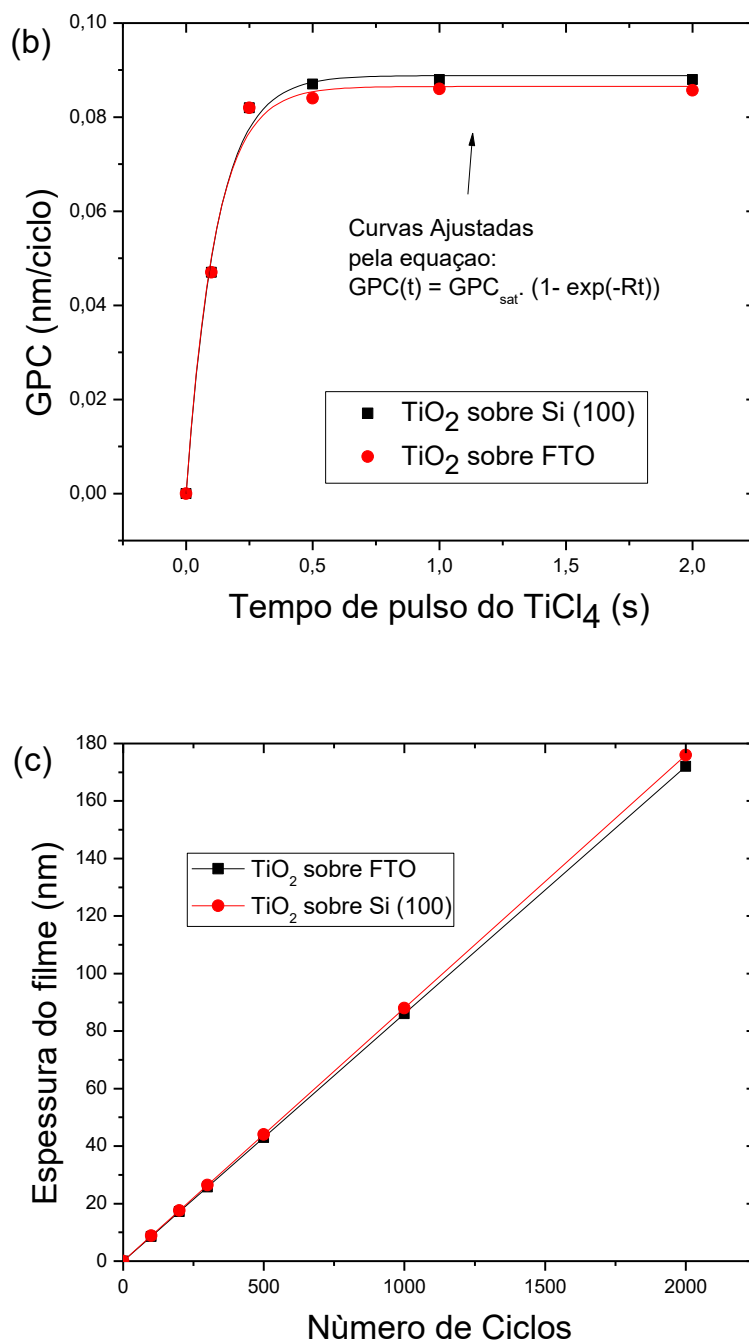 (b)
0,10
0,08
0,06
0,04
0,02
0,00
GPC (nm/ciclo)
Curvas Ajustadas
pela equaçao:
GPC(t) = GPC_sat. (1- exp(-Rt))
TiO2 sobre Si (100)
TiO2 sobre FTO
0,0 0,5 1,0 1,5 2,0
Tempo de pulso do TiCl4 (s)
(c)
180
160
140
120
100
80
60
40
20
0
Espessura do filme (nm)
TiO2 sobre FTO
TiO2 sobre Si (100)
0 500 1000 1500 2000
Nùmero de Ciclos